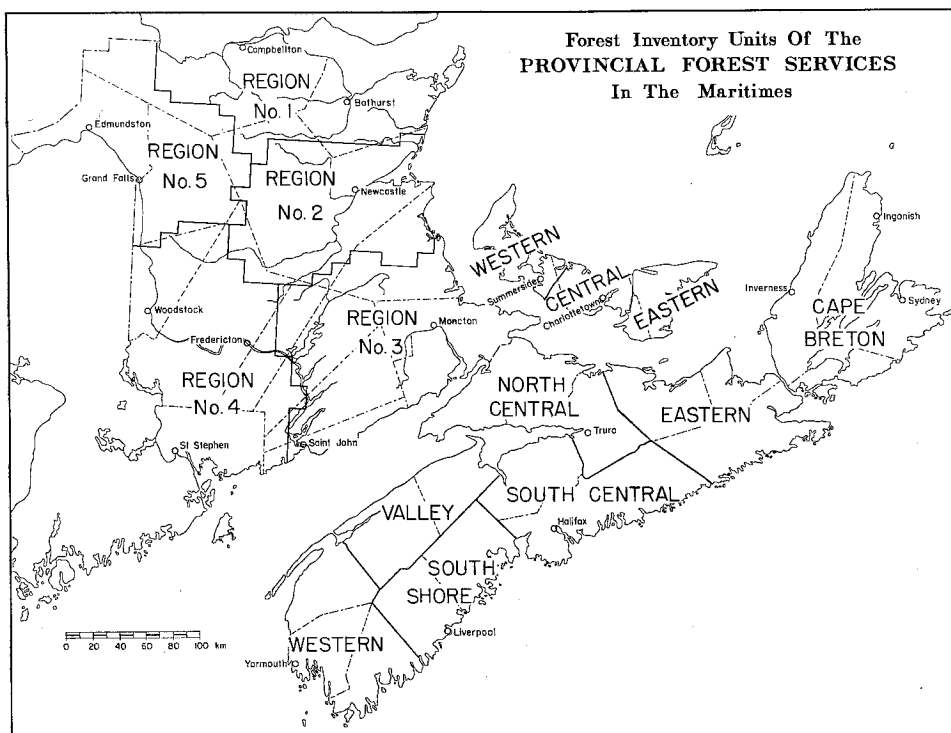 Forest Inventory Units Of The
PROVINCIAL FOREST SERVICES
In The Maritimes
Campbellton
REGION
No. 1
Bathurst
Edmundston
REGION
No. 5
Grand Falls
REGION
No. 2
Newcastle
WESTERN
Summerside
CENTRAL
Charlottetown
EASTERN
Ingonish
Inverness
Sydney
CAPE
BRETON
Woodstock
Fredericton
REGION
No. 3
Moncton
REGION
No. 4
NORTH
CENTRAL
EASTERN
Truro
St Stephen
Saint John
SOUTH CENTRAL
VALLEY
Halifax
SOUTH
SHORE
Liverpool
WESTERN
Yarmouth
0 20 40 60 80 100 km